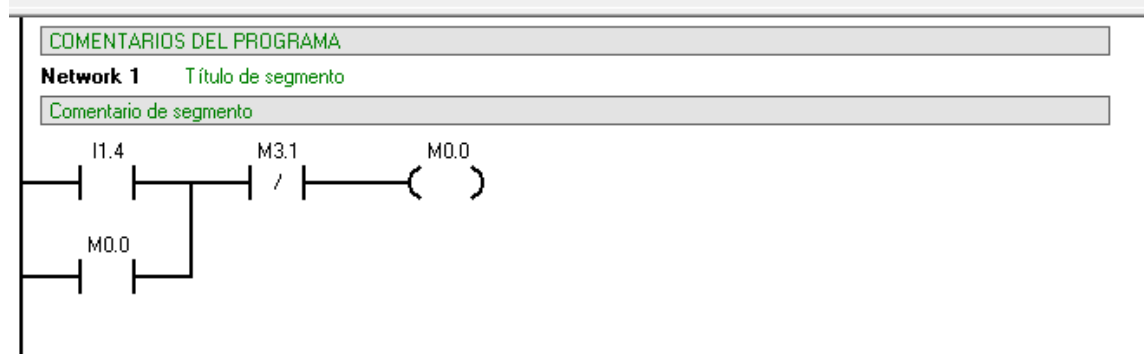 COMENTARIOS DEL PROGRAMA
Network 1 Título de segmento
Comentario de segmento
I1.4 M3.1 M0.0
/
M0.0